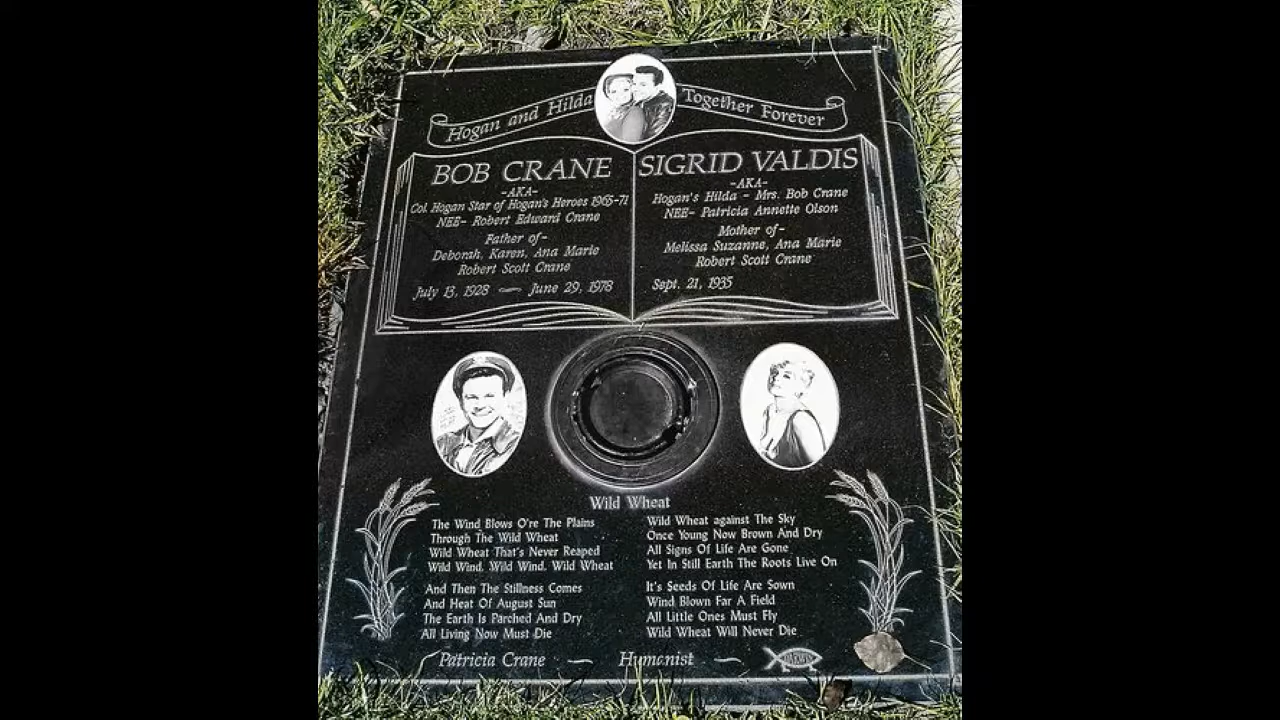 Hogan and Hilda
Together Forever
BOB CRANE
-AKA-
Col. Hogan Star of Hogan's Heroes 1965-71
NEE- Robert Edward Crane
Father of-
Deborah, Karen, Ana Marie
Robert Scott Crane
July 13, 1928 ~ June 29, 1978
SIGRID VALDIS
-AKA-
Hogan's Hilda - Mrs. Bob Crane
NEE- Patricia Annette Olson
Mother of-
Melissa Suzanne, Ana Marie
Robert Scott Crane
Sept. 21, 1935
Wild Wheat
The Wind Blows O're The Plains
Through The Wild Wheat
Wild Wheat That's Never Reaped
Wild Wind, Wild Wind, Wild Wheat
And Then The Stillness Comes
And Heat Of August Sun
The Earth Is Parched And Dry
All Living Now Must Die
Wild Wheat against The Sky
Once Young Now Brown And Dry
All Signs Of Life Are Gone
Yet In Still Earth The Roots Live On
It's Seeds Of Life Are Sown
Wind Blown Far A Field
All Little Ones Must Fly
Wild Wheat Will Never Die
Patricia Crane ~ Humanist ~